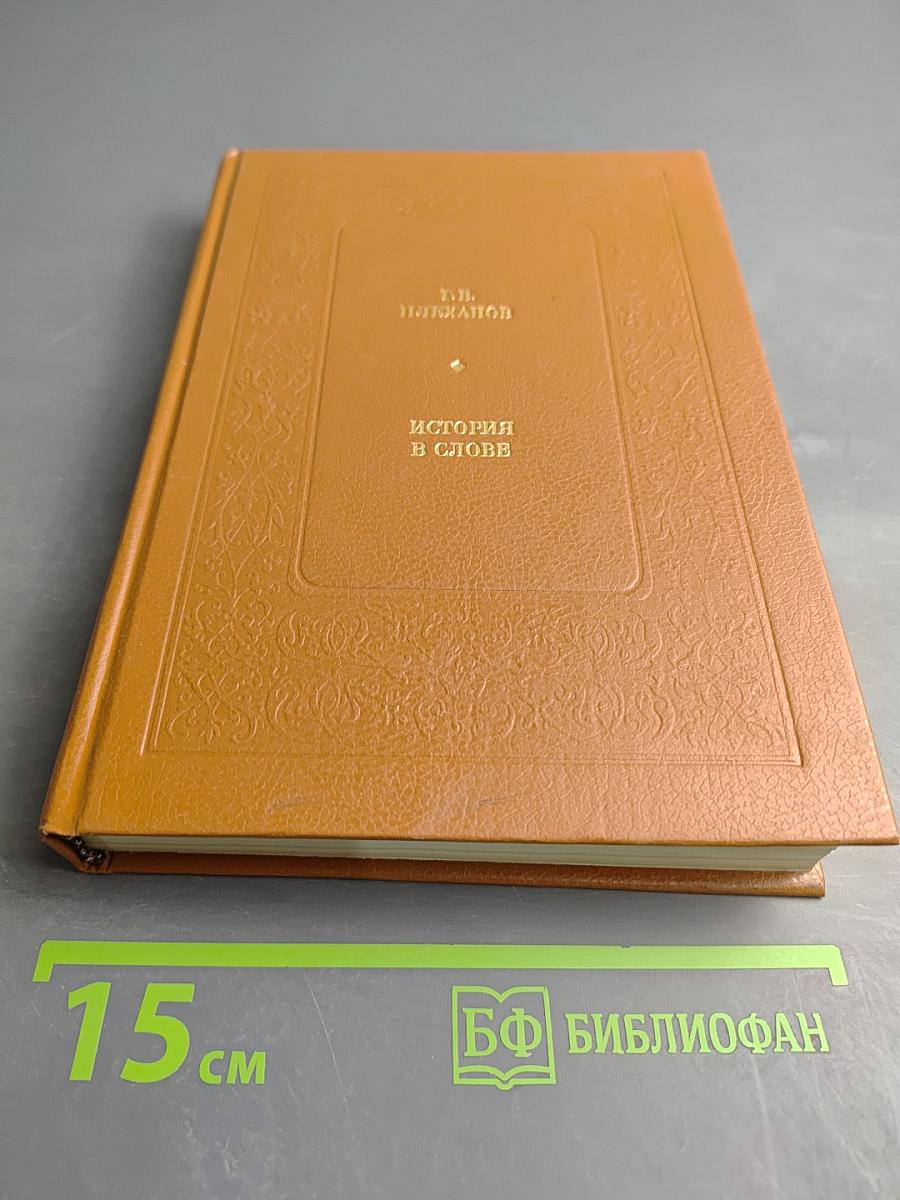 Г. В.
ПЛЕХАНОВ
ИСТОРИЯ
В СЛОВЕ
15 см
БФ БИБЛИОФАН